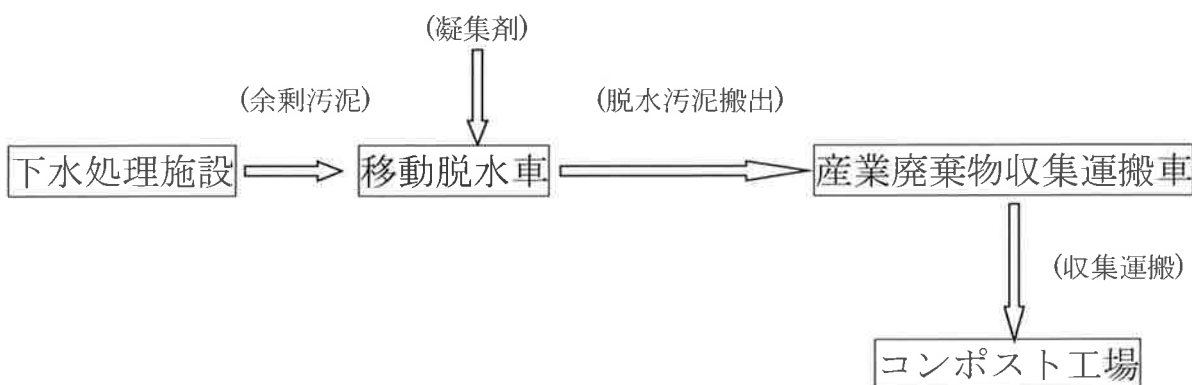 (凝集剤)
(余剰汚泥)
(脱水汚泥搬出)
下水処理施設
移動脱水車
産業廃棄物収集運搬車
(収集運搬)
コンポスト工場